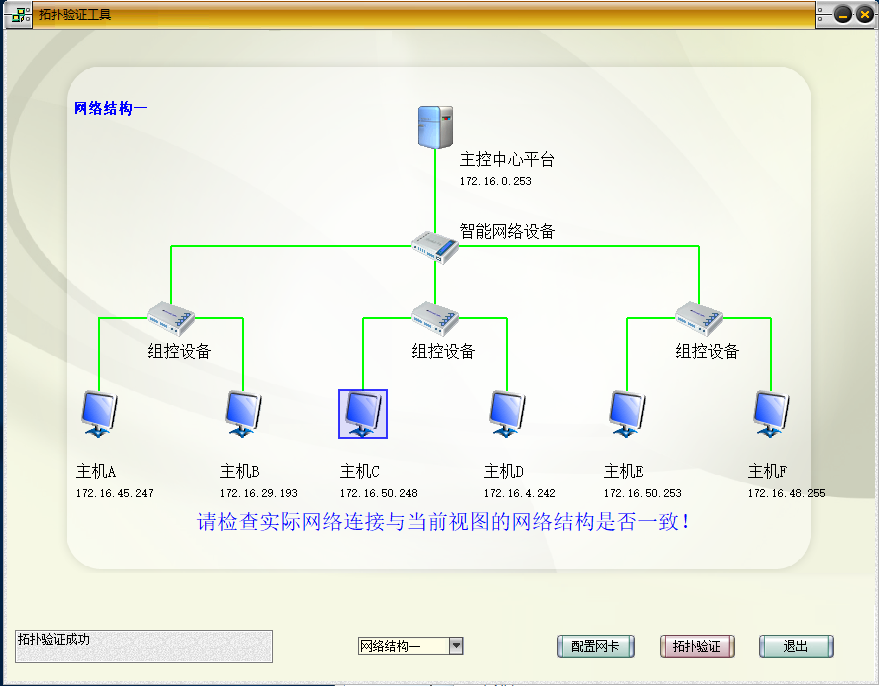 拓扑验证工具
网络结构一
主控中心平台
172.16.0.253
智能网络设备
组控设备
组控设备
组控设备
主机A
主机B
主机C
主机D
主机E
主机F
172.16.45.247
172.16.29.193
172.16.50.248
172.16.4.242
172.16.50.253
172.16.48.255
请检查实际网络连接与当前视图的网络结构是否一致!
拓扑验证成功
网络结构一
配置网卡
拓扑验证
退出